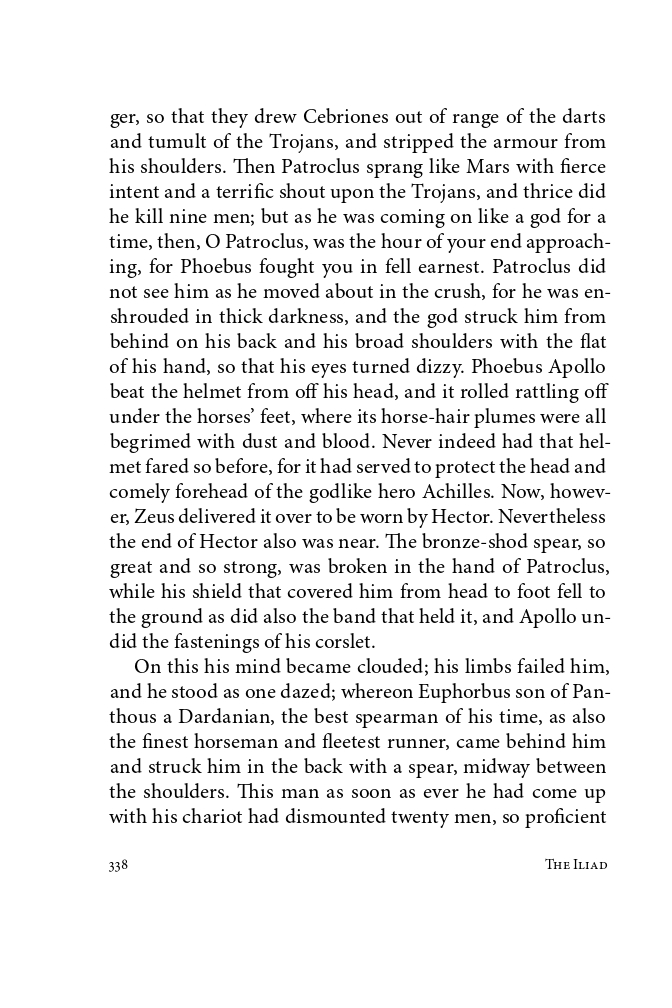 ger, so that they drew Cebriones out of range of the darts
and tumult of the Trojans, and stripped the armour from
his shoulders. Then Patroclus sprang like Mars with fierce
intent and a terrific shout upon the Trojans, and thrice did
he kill nine men; but as he was coming on like a god for a
time, then, O Patroclus, was the hour of your end approach-
ing, for Phoebus fought you in fell earnest. Patroclus did
not see him as he moved about in the crush, for he was en-
shrouded in thick darkness, and the god struck him from
behind on his back and his broad shoulders with the flat
of his hand, so that his eyes turned dizzy. Phoebus Apollo
beat the helmet from off his head, and it rolled rattling off
under the horses’ feet, where its horse-hair plumes were all
begrimed with dust and blood. Never indeed had that hel-
met fared so before, for it had served to protect the head and
comely forehead of the godlike hero Achilles. Now, howev-
er, Zeus delivered it over to be worn by Hector. Nevertheless
the end of Hector also was near. The bronze-shod spear, so
great and so strong, was broken in the hand of Patroclus,
while his shield that covered him from head to foot fell to
the ground as did also the band that held it, and Apollo un-
did the fastenings of his corslet.
On this his mind became clouded; his limbs failed him,
and he stood as one dazed; whereon Euphorbus son of Pan-
thous a Dardanian, the best spearman of his time, as also
the finest horseman and fleetest runner, came behind him
and struck him in the back with a spear, midway between
the shoulders. This man as soon as ever he had come up
with his chariot had dismounted twenty men, so proficient
338 The Iliad